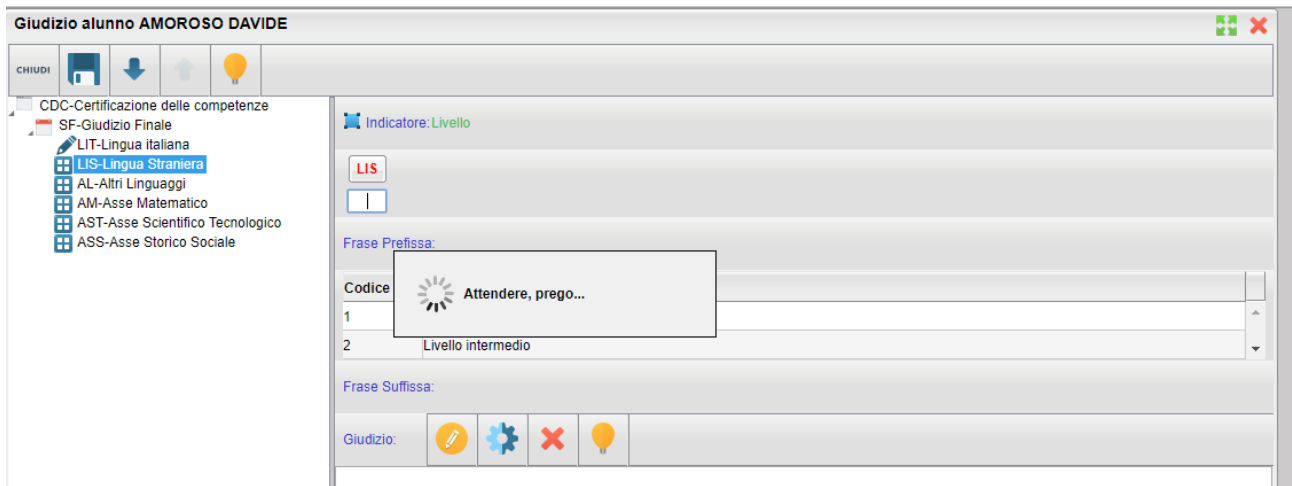 Giudizio alunno AMOROSO DAVIDE
CHIUDI
CDC-Certificazione delle competenze
SF-Giudizio Finale
LIT-Lingua italiana
LIS-Lingua Straniera
AL-Altri Linguaggi
AM-Asse Matematico
AST-Asse Scientifico Tecnologico
ASS-Asse Storico Sociale
Indicatore: Livello
LIS
Frase Prefissa:
Codice
Attendere, prego...
1
2 Livello intermedio
Frase Suffissa:
Giudizio: